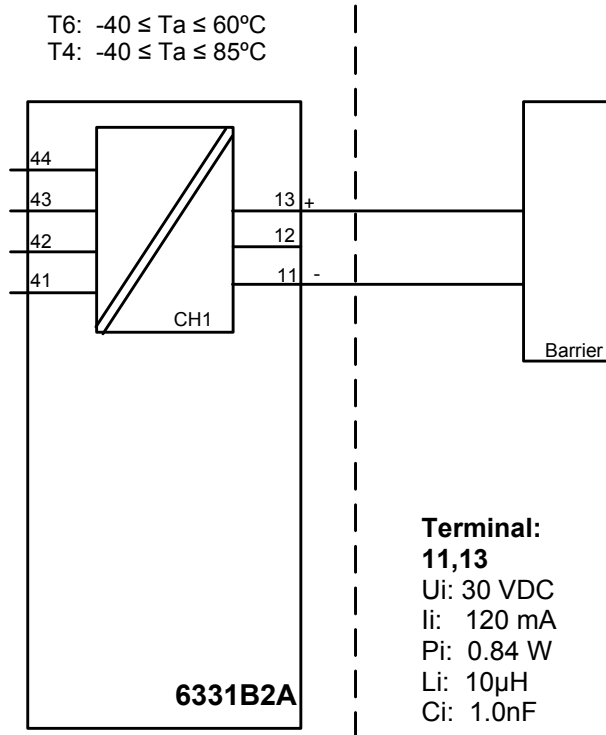 T6: -40 ≤ Ta ≤ 60ºC
T4: -40 ≤ Ta ≤ 85ºC
44
43
42
41
13 +
12
11 -
CH1
Barrier
Terminal:
11,13
Ui: 30 VDC
Ii: 120 mA
Pi: 0.84 W
Li: 10µH
Ci: 1.0nF
6331B2A